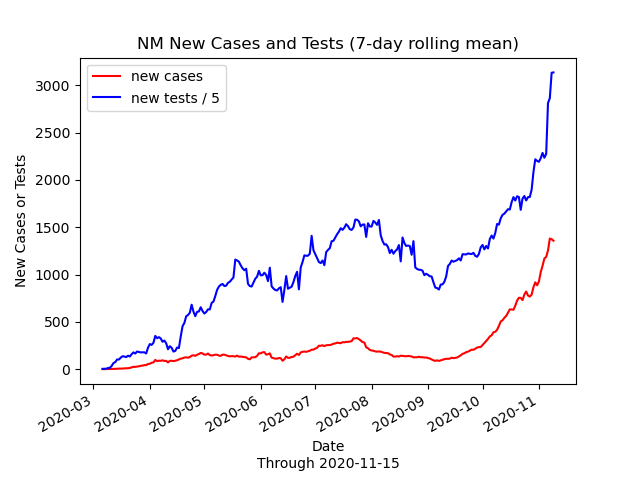 NM New Cases and Tests (7-day rolling mean)
new cases
new tests / 5
New Cases or Tests
3000
2500
2000
1500
1000
500
0
2020-03
2020-04
2020-05
2020-06
2020-07
2020-08
2020-09
2020-10
2020-11
Date
Through 2020-11-15